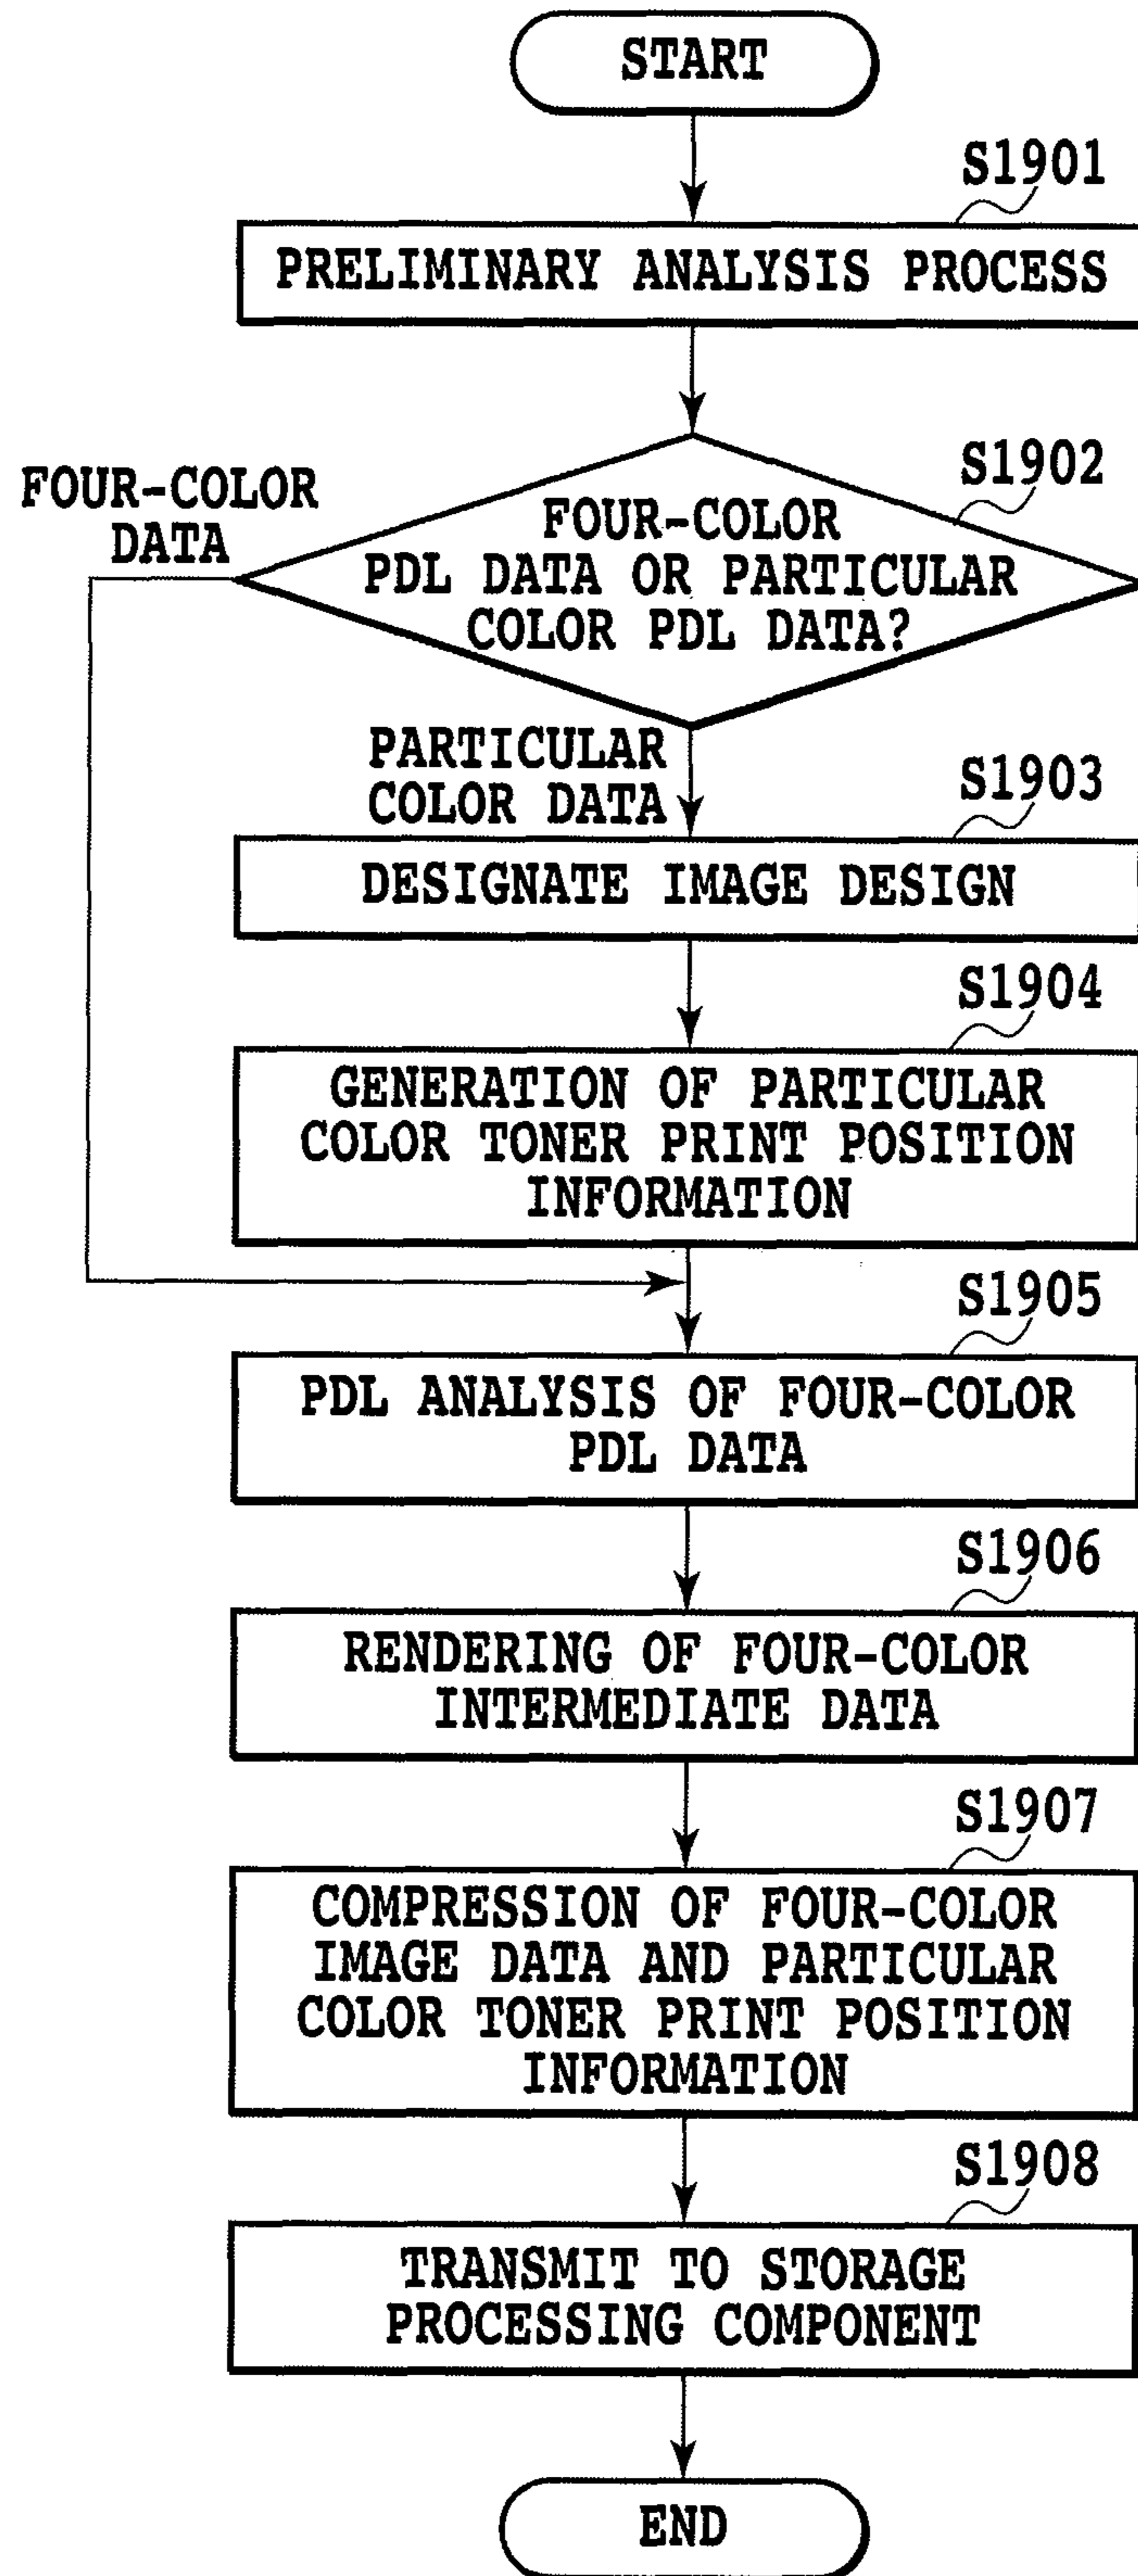 START
S1901
PRELIMINARY ANALYSIS PROCESS
S1902
FOUR-COLOR
DATA
FOUR-COLOR
PDL DATA OR PARTICULAR
COLOR PDL DATA?
PARTICULAR
COLOR DATA
S1903
DESIGNATE IMAGE DESIGN
S1904
GENERATION OF PARTICULAR
COLOR TONER PRINT POSITION
INFORMATION
S1905
PDL ANALYSIS OF FOUR-COLOR
PDL DATA
S1906
RENDERING OF FOUR-COLOR
INTERMEDIATE DATA
S1907
COMPRESSION OF FOUR-COLOR
IMAGE DATA AND PARTICULAR
COLOR TONER PRINT POSITION
INFORMATION
S1908
TRANSMIT TO STORAGE
PROCESSING COMPONENT
END